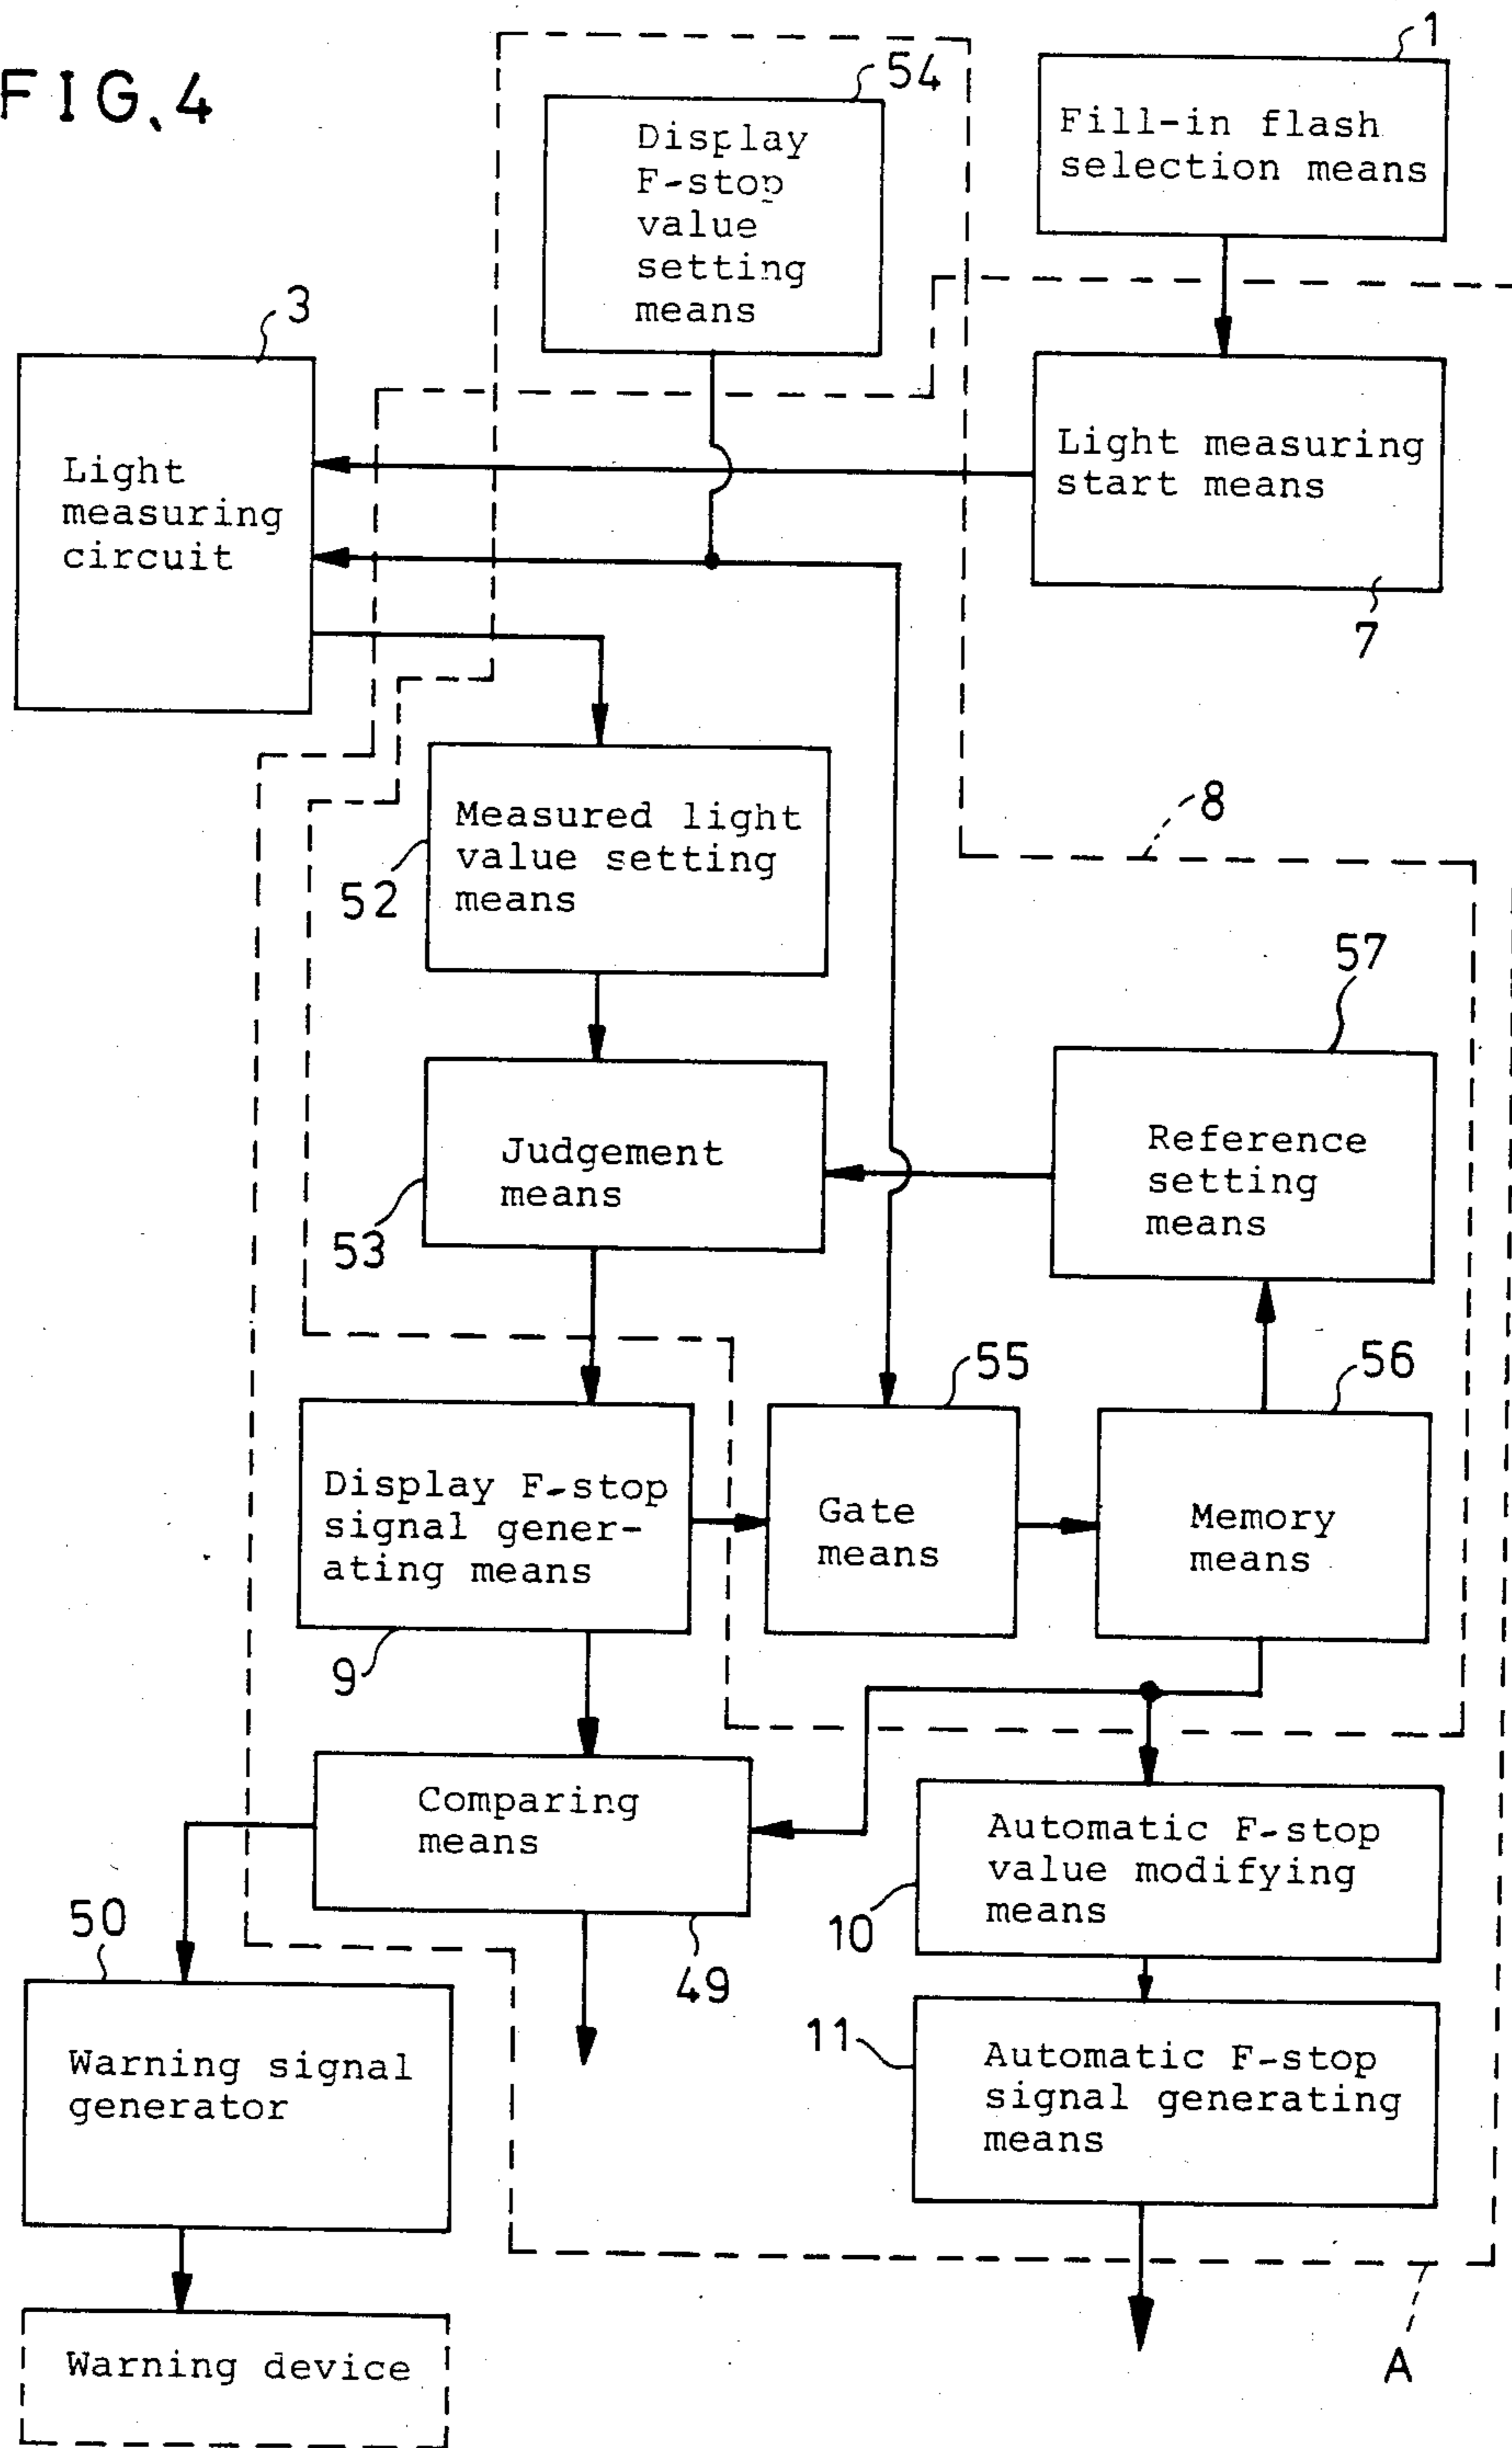 FIG. 4
1
54
Fill-in flash
selection means
Display
F-stop
value
setting
means
3
Light
measuring
circuit
Light measuring
start means
7
8
Measured light
value setting
means
52
57
Judgement
means
53
Reference
setting
means
55
56
Display F-stop
signal gener-
ating means
9
Gate
means
Memory
means
Comparing
means
49
Automatic F-stop
value modifying
means
10
50
Warning signal
generator
11
Automatic F-stop
signal generating
means
Warning device
A